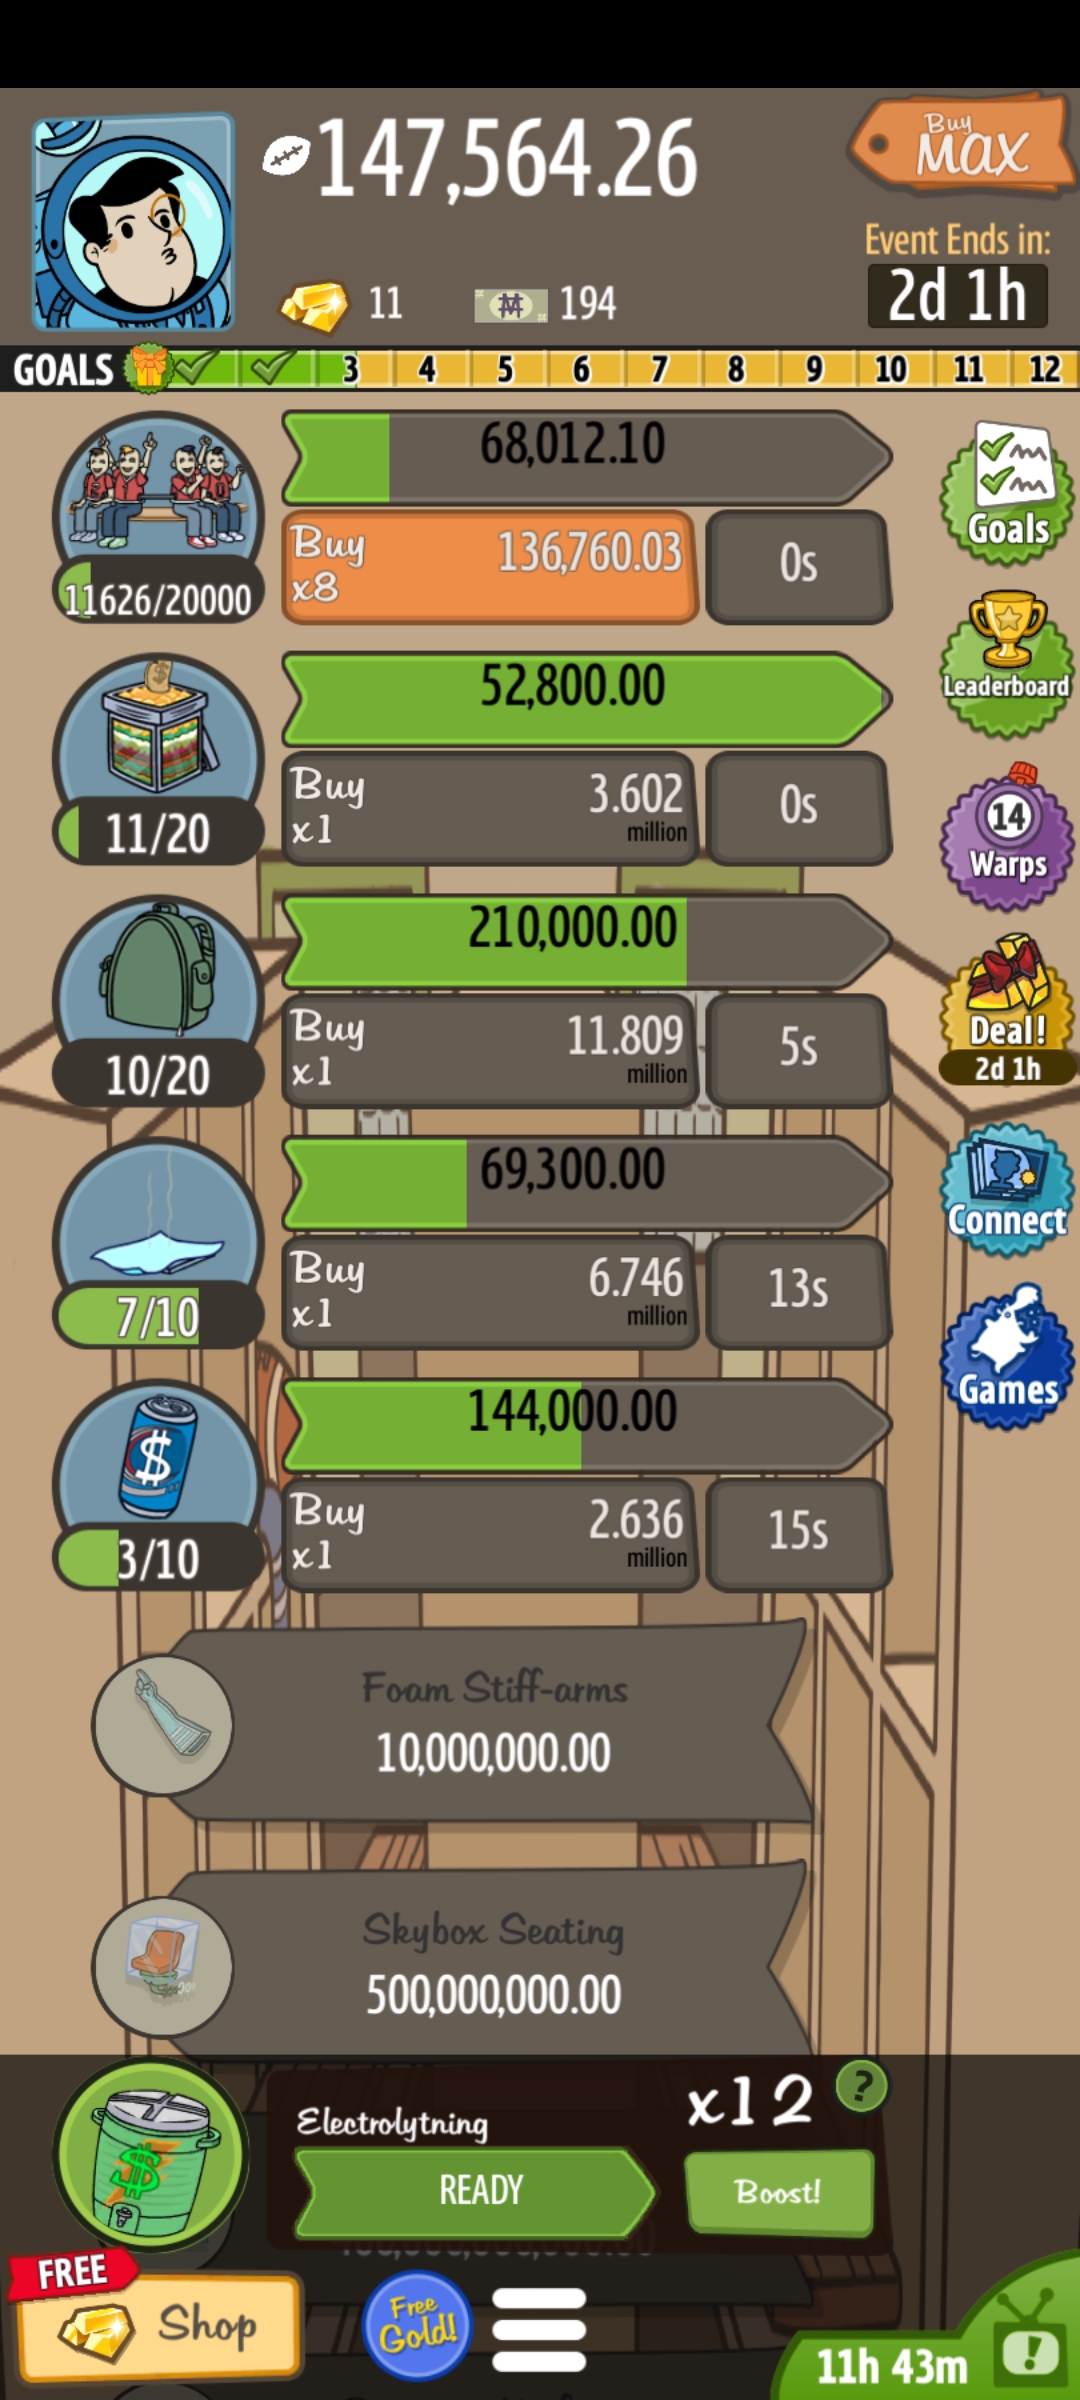 147,564.26
Buy
MAX
Event Ends in:
2d 1h
11
194
GOALS 3 4 5 6 7 8 9 10 11 12
68,012.10
Buy
x8
136,760.03
0s
11626/20000
Goals
52,800.00
Leaderboard
Buy
x1
3.602
million
0s
11/20
14
Warps
210,000.00
Buy
x1
11.809
million
5s
10/20
Deal!
2d 1h
69,300.00
Buy
x1
6.746
million
13s
7/10
Connect
144,000.00
Games
$
Buy
x1
2.636
million
15s
3/10
Foam Stiff-arms
10,000,000.00
Skybox Seating
500,000,000.00
$
Electrolytning
x12
?
READY
Boost!
FREE
Shop
Free
Gold!
11h 43m
!